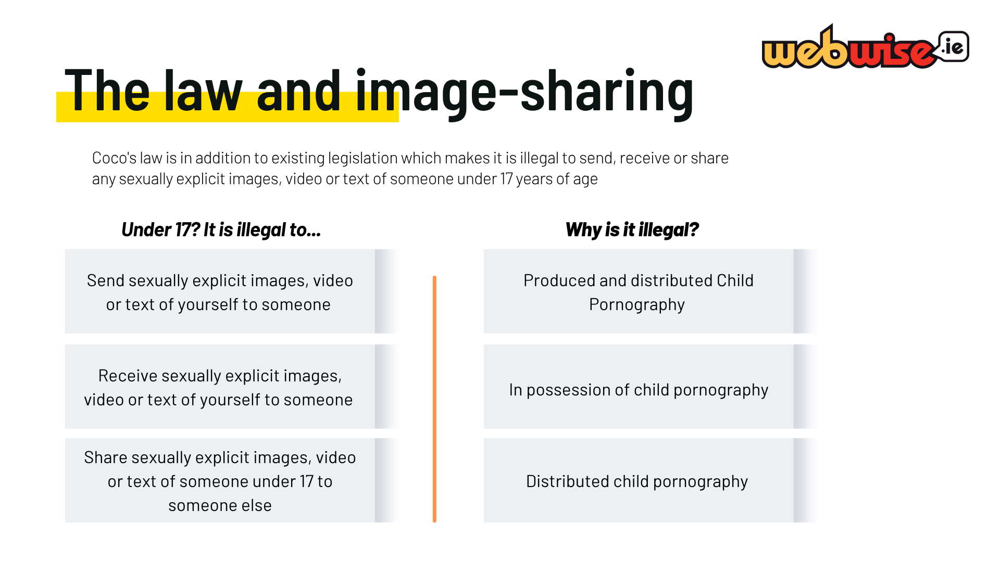 webwise.ie
The law and image-sharing
Coco's law is in addition to existing legislation which makes it is illegal to send, receive or share
any sexually explicit images, video or text of someone under 17 years of age
Under 17? It is illegal to...
Why is it illegal?
Send sexually explicit images, video
or text of yourself to someone
Produced and distributed Child
Pornography
Receive sexually explicit images,
video or text of yourself to someone
In possession of child pornography
Share sexually explicit images, video
or text of someone under 17 to
someone else
Distributed child pornography